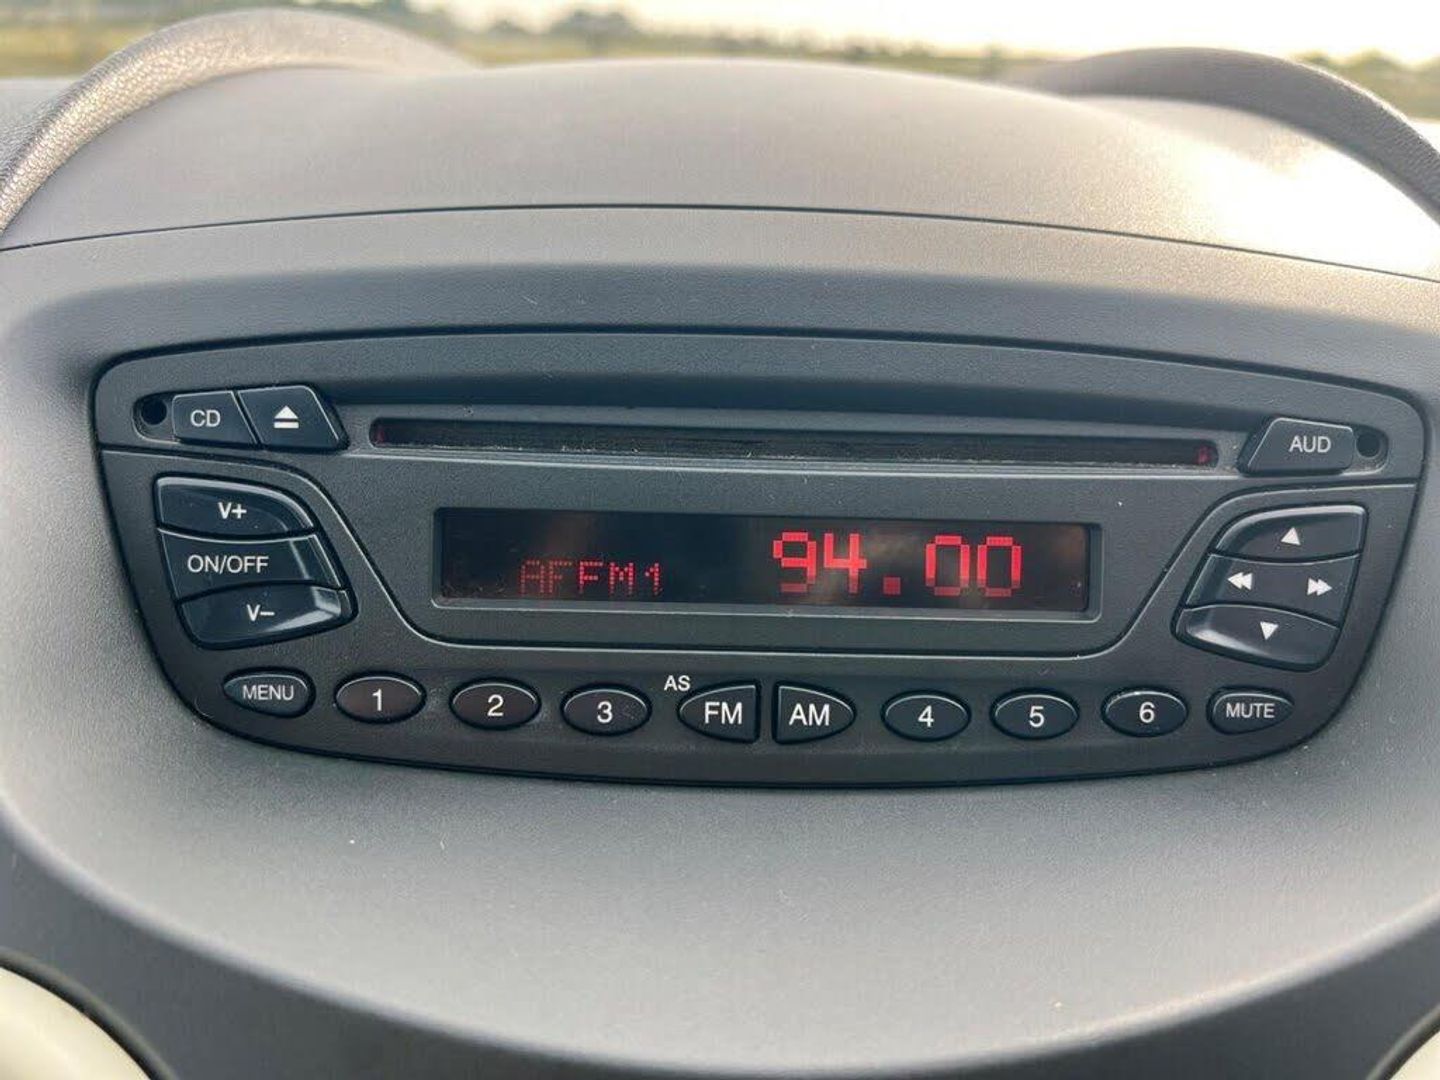 CD
AUD
V+
ON/OFF
V–
AFFM1 94.00
MENU 1 2 3 AS FM AM 4 5 6 MUTE